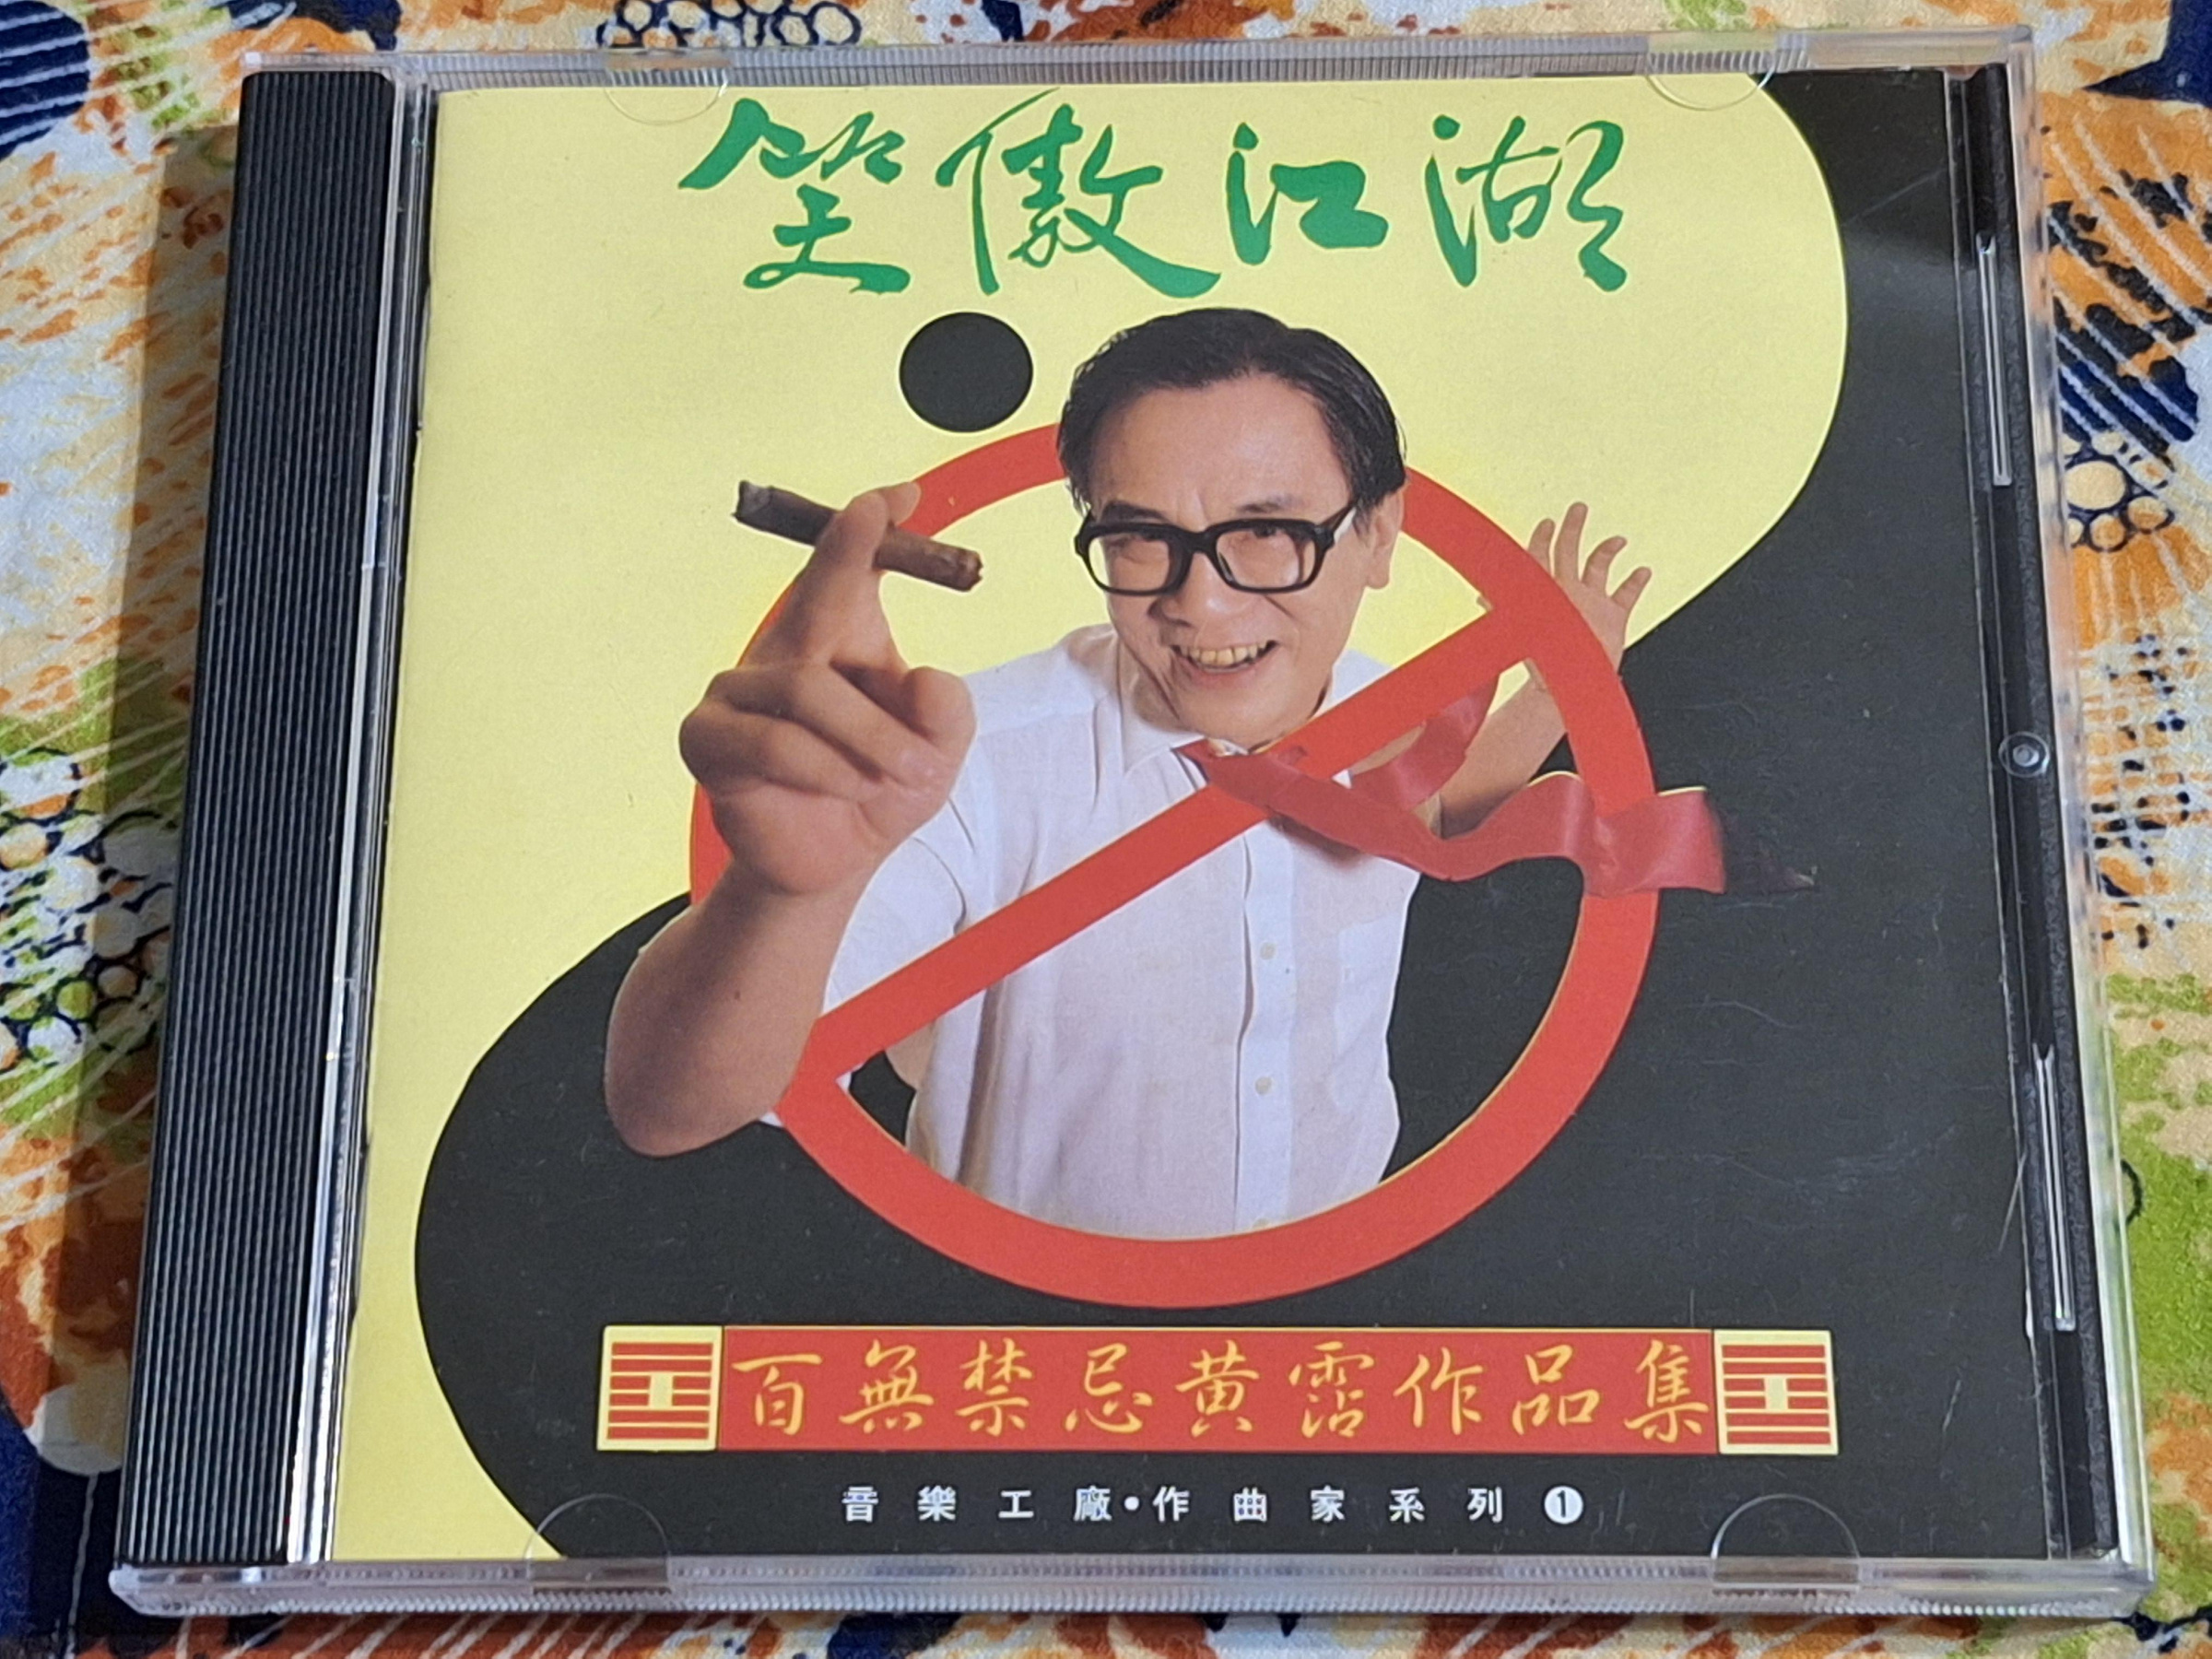 笑傲江湖
百無禁忌黃霑作品集
音樂工廠•作曲家系列❶